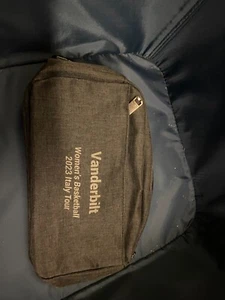 Vanderbilt
Women's Basketball
2023 Italy Tour